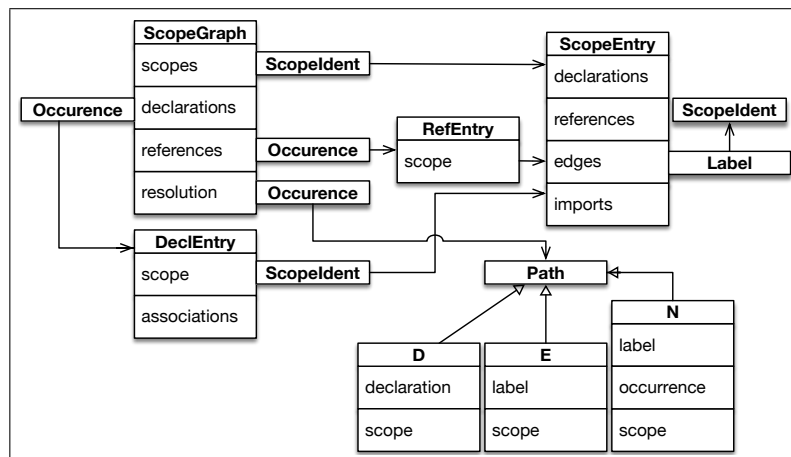 ScopeGraph
scopes
declarations
references
resolution
ScopeIdent
Occurence
Occurence
Occurence
DeclEntry
scope
associations
ScopeIdent
RefEntry
scope
ScopeEntry
declarations
references
edges
imports
ScopeIdent
Label
Path
D
declaration
scope
E
label
scope
N
label
occurrence
scope